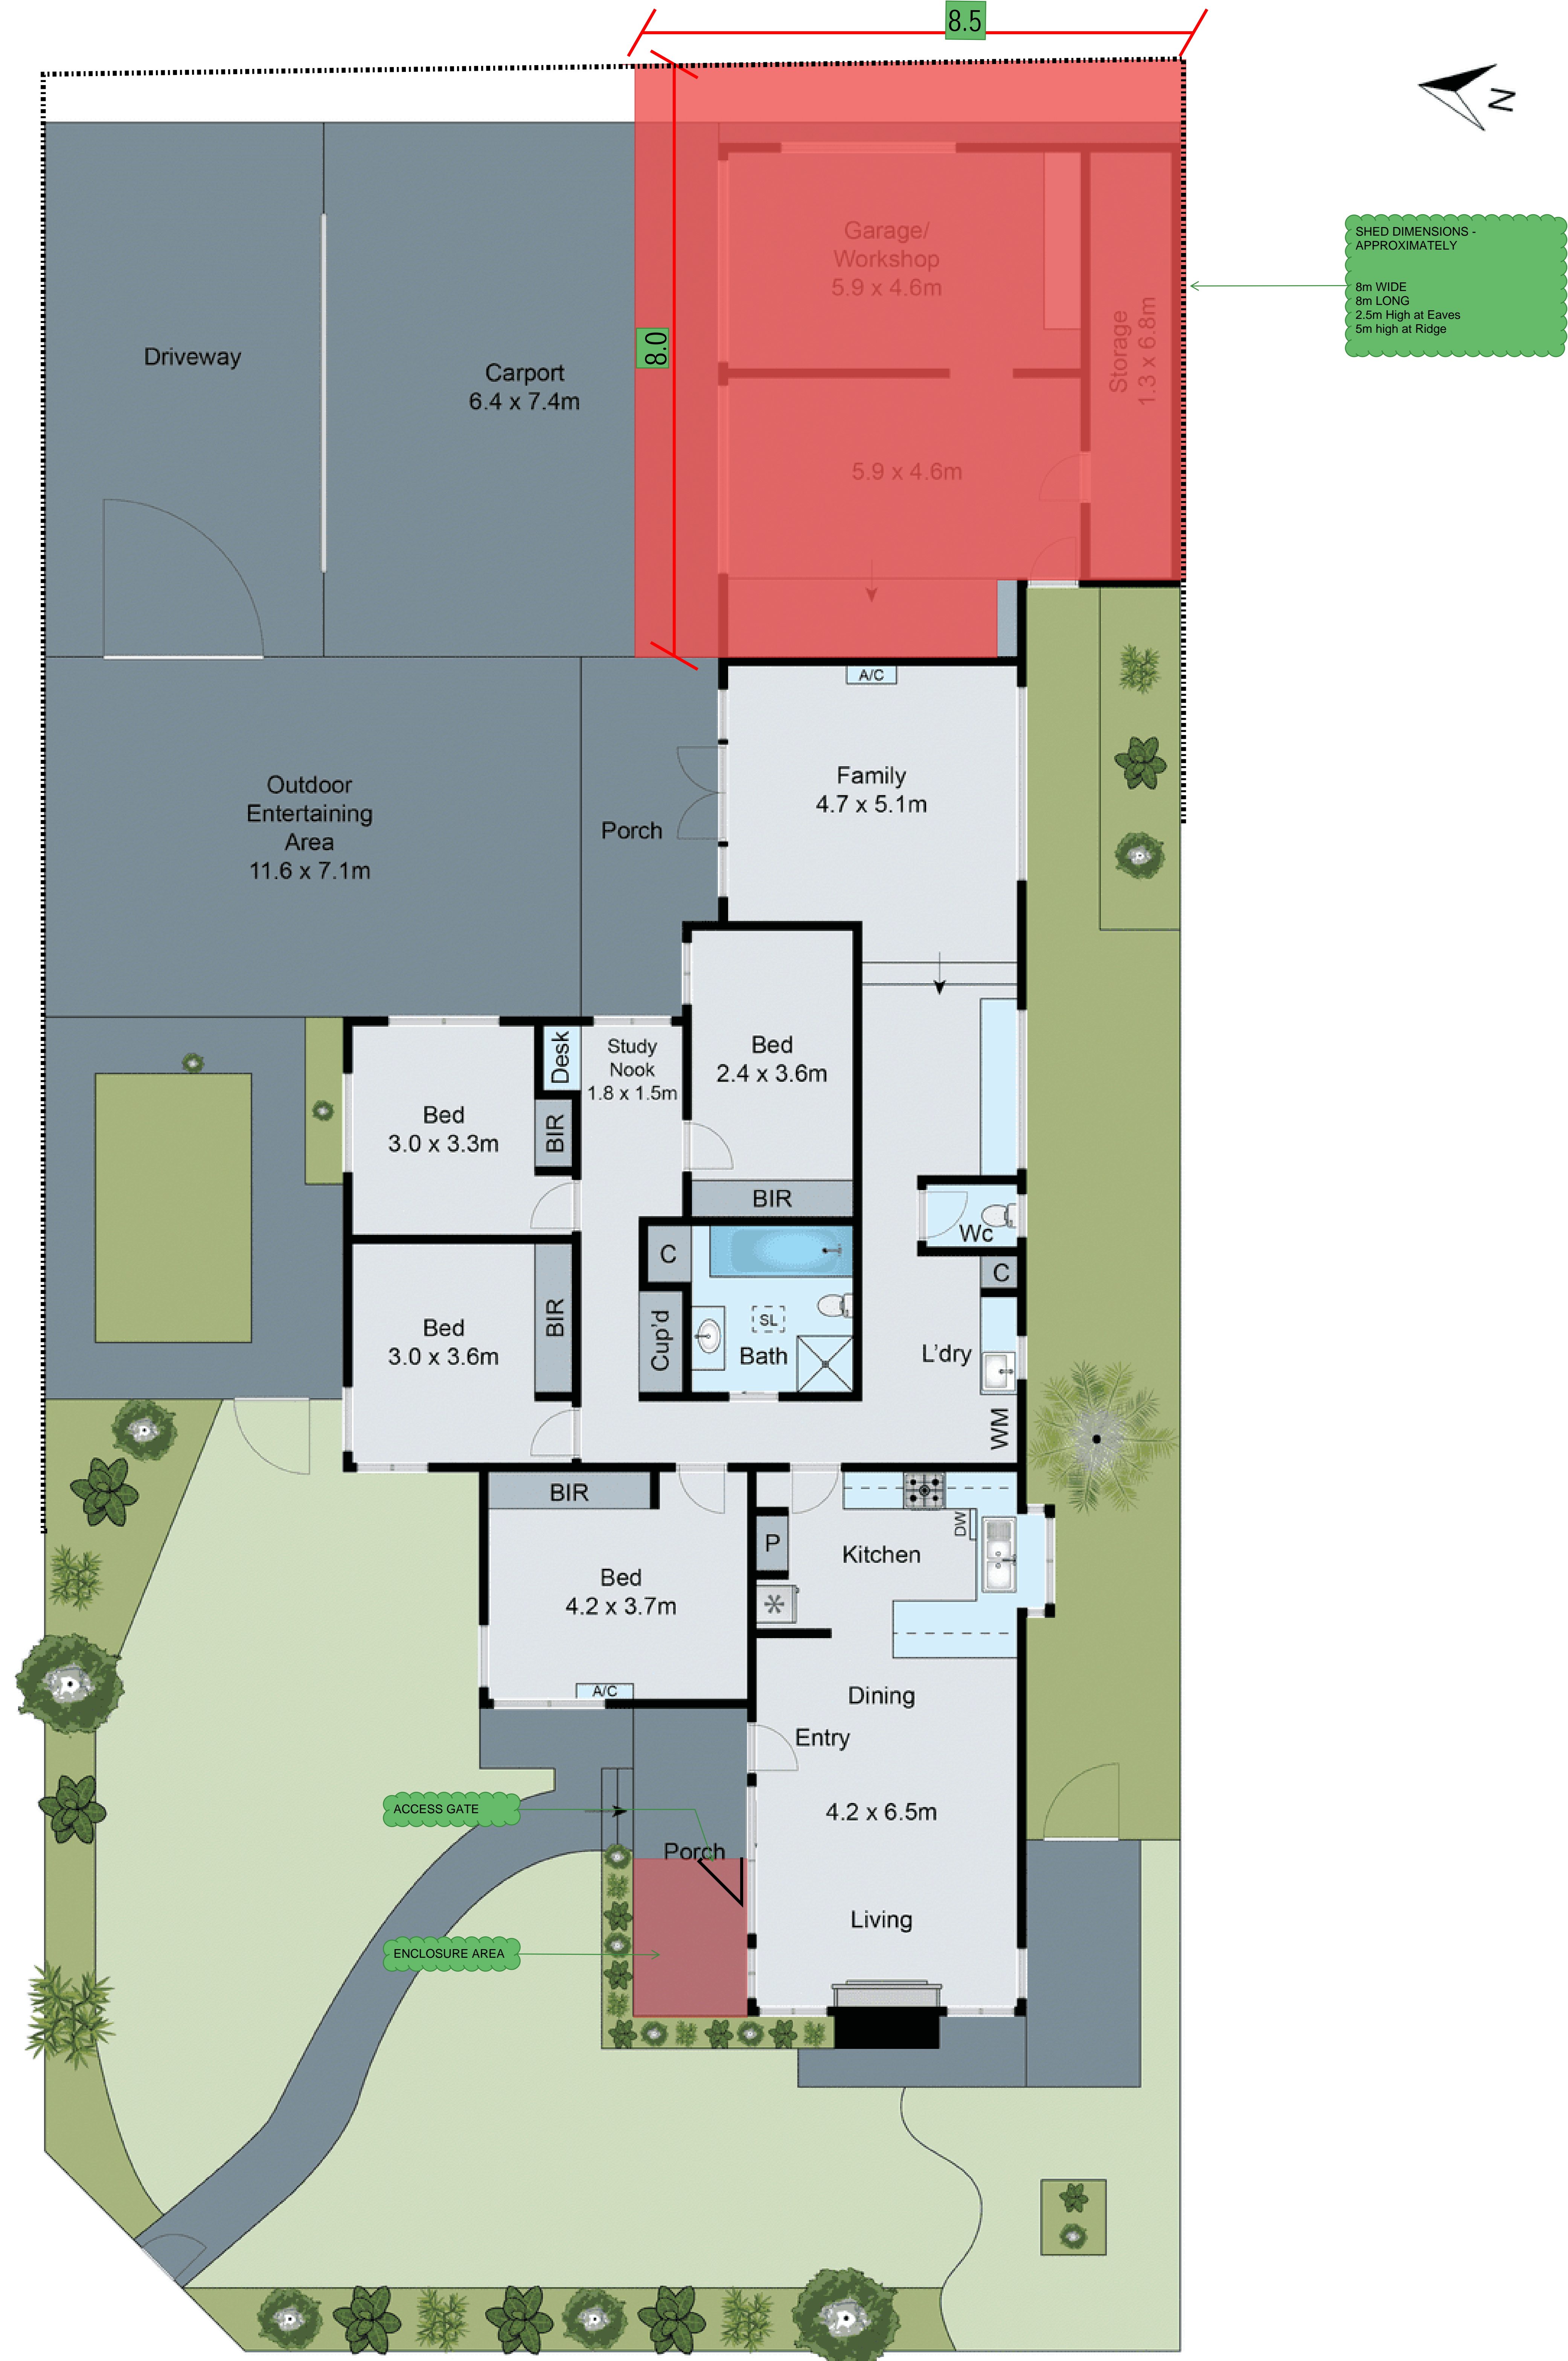 8.5
N
SHED DIMENSIONS -
APPROXIMATELY
8m WIDE
8m LONG
2.5m High at Eaves
5m high at Ridge
Garage/
Workshop
5.9 x 4.6m
Storage
1.3 x 6.8m
8.0
Driveway
Carport
6.4 x 7.4m
5.9 x 4.6m
A/C
Family
4.7 x 5.1m
Outdoor
Entertaining
Area
11.6 x 7.1m
Porch
Desk
Study
Nook
1.8 x 1.5m
Bed
2.4 x 3.6m
Bed
3.0 x 3.3m
BIR
BIR
Wc
C
C
Bed
3.0 x 3.6m
BIR
Cup'd
SL
Bath
L'dry
WM
BIR
DW
P
Kitchen
Bed
4.2 x 3.7m
A/C
Dining
Entry
ACCESS GATE
4.2 x 6.5m
Porch
Living
ENCLOSURE AREA